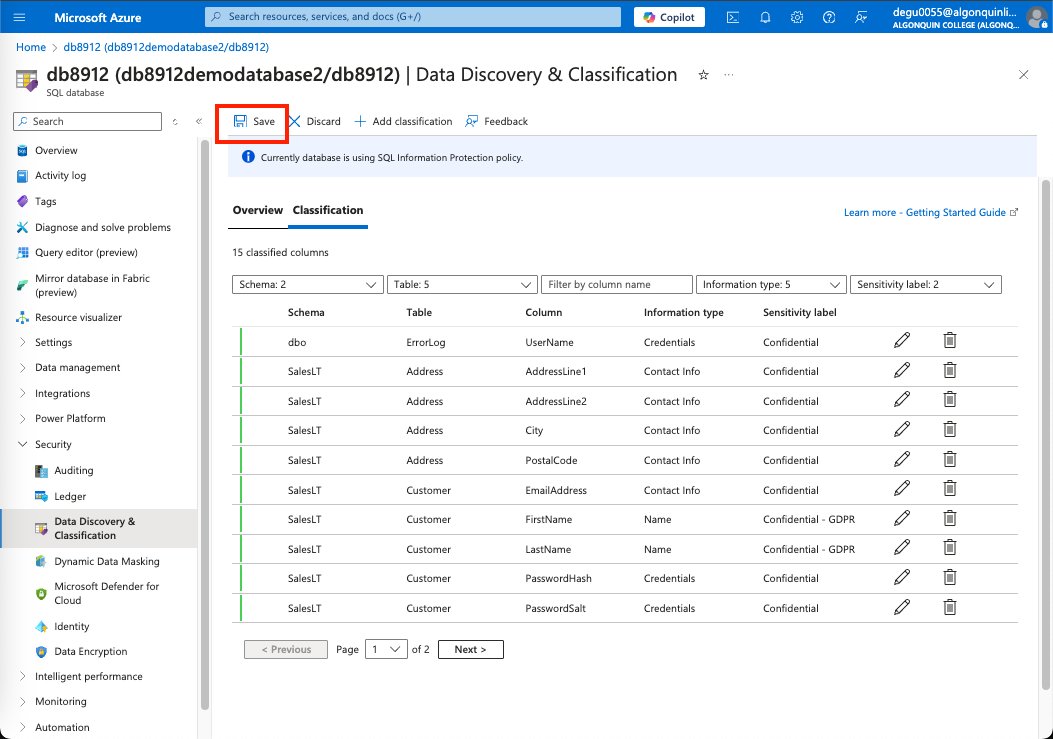 Microsoft Azure
Search resources, services, and docs (G+/)
Copilot
degu0055@algonquinli...
ALGONQUIN COLLEGE (ALGONQ...
Home > db8912 (db8912demodatabase2/db8912)
db8912 (db8912demodatabase2/db8912) | Data Discovery & Classification
SQL database
Search
Save Discard Add classification Feedback
Currently database is using SQL Information Protection policy.
Overview
Activity log
Tags
Diagnose and solve problems
Query editor (preview)
Mirror database in Fabric
(preview)
Resource visualizer
Settings
Data management
Integrations
Power Platform
Security
Auditing
Ledger
Data Discovery &
Classification
Dynamic Data Masking
Microsoft Defender for
Cloud
Identity
Data Encryption
Intelligent performance
Monitoring
Automation
Overview Classification
Learn more - Getting Started Guide
15 classified columns
Schema: 2 Table: 5 Filter by column name Information type: 5 Sensitivity label: 2
Schema Table Column Information type Sensitivity label
dbo ErrorLog UserName Credentials Confidential
SalesLT Address AddressLine1 Contact Info Confidential
SalesLT Address AddressLine2 Contact Info Confidential
SalesLT Address City Contact Info Confidential
SalesLT Address PostalCode Contact Info Confidential
SalesLT Customer EmailAddress Contact Info Confidential
SalesLT Customer FirstName Name Confidential - GDPR
SalesLT Customer LastName Name Confidential - GDPR
SalesLT Customer PasswordHash Credentials Confidential
SalesLT Customer PasswordSalt Credentials Confidential
< Previous Page 1 of 2 Next >